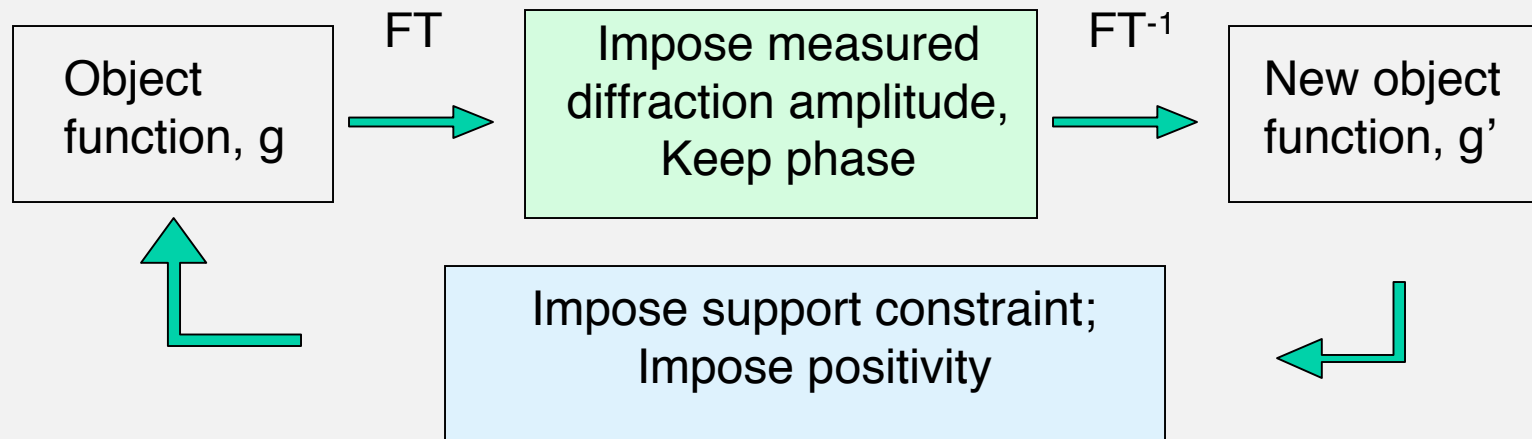 Object
function, g
FT
Impose measured
diffraction amplitude,
Keep phase
FT-1
New object
function, g’
Impose support constraint;
Impose positivity